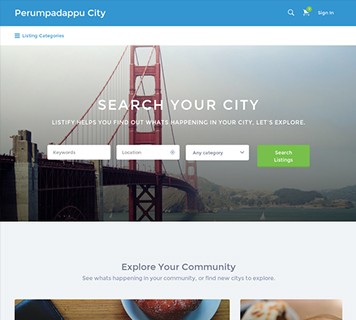 Perumpadappu City
Sign In
Listing Categories
SEARCH YOUR CITY
LISTIFY HELPS YOU FIND OUT WHATS HAPPENING IN YOUR CITY, LET'S EXPLORE.
Keywords
Location
Any category
Search
Listings
Explore Your Community
See whats happening in your community, or find new citys to explore.